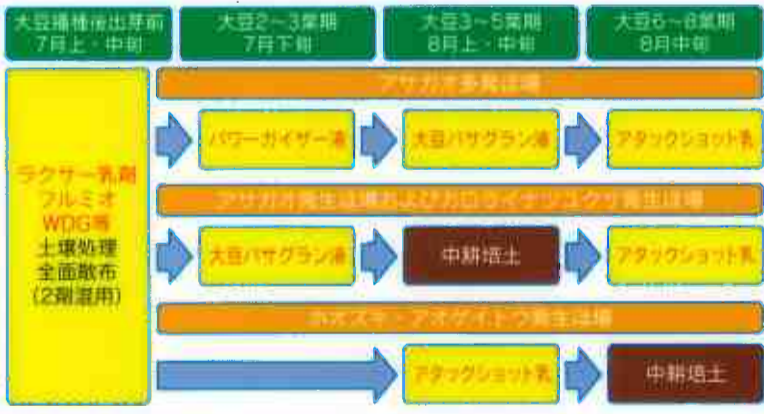 大豆播種後出芽前
7月上・中旬
大豆2〜3葉期
7月下旬
大豆3〜5葉期
8月上・中旬
大豆6〜8葉期
8月中旬
ラクサー乳剤
フルミオ
WDG等
土壌処理
全面散布
(2剤混用)
アサガオ多発ほ場
パワーガイザー液
大豆バサグラン液
アタックショット乳
アサガオ発生ほ場およびカロライナツユクサ発生ほ場
大豆バサグラン液
中耕培土
アタックショット乳
ホオズキ・アオゲイトウ発生ほ場
アタックショット乳
中耕培土